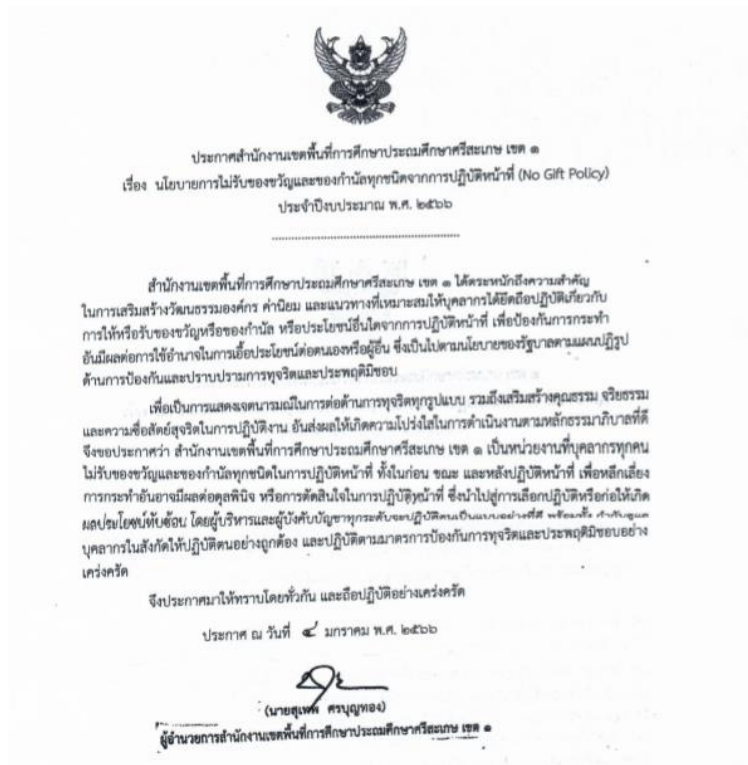 ประกาศสำนักงานเขตพื้นที่การศึกษาประถมศึกษาศรีสะเกษ เขต ๑
เรื่อง นโยบายการไม่รับของขวัญและของกำนัลทุกชนิดจากการปฏิบัติหน้าที่ (No Gift Policy)
ประจำปีงบประมาณ พ.ศ. ๒๕๖๖
สำนักงานเขตพื้นที่การศึกษาประถมศึกษาศรีสะเกษ เขต ๑ ได้ตระหนักถึงความสำคัญ
ในการเสริมสร้างวัฒนธรรมองค์กร ค่านิยม และแนวทางที่เหมาะสมให้บุคลากรได้ยึดถือปฏิบัติเกี่ยวกับ
การให้หรือรับของขวัญหรือของกำนัล หรือประโยชน์อื่นใดจากการปฏิบัติหน้าที่ เพื่อป้องกันการกระทำ
อันมีผลต่อการใช้อำนาจในการเอื้อประโยชน์ต่อตนเองหรือผู้อื่น ซึ่งเป็นไปตามนโยบายของรัฐบาลตามแผนปฏิรูป
ด้านการป้องกันและปราบปรามการทุจริตและประพฤติมิชอบ
เพื่อเป็นการแสดงเจตนารมณ์ในการต่อต้านการทุจริตทุกรูปแบบ รวมถึงเสริมสร้างคุณธรรม จริยธรรม
และความซื่อสัตย์สุจริตในการปฏิบัติงาน อันส่งผลให้เกิดความโปร่งใสในการดำเนินงานตามหลักธรรมาภิบาลที่ดี
จึงขอประกาศว่า สำนักงานเขตพื้นที่การศึกษาประถมศึกษาศรีสะเกษ เขต ๑ เป็นหน่วยงานที่บุคลากรทุกคน
ไม่รับของขวัญและของกำนัลทุกชนิดในการปฏิบัติหน้าที่ ทั้งในก่อน ขณะ และหลังปฏิบัติหน้าที่ เพื่อหลีกเลี่ยง
การกระทำอันอาจมีผลต่อดุลพินิจ หรือการตัดสินใจในการปฏิบัติหน้าที่ ซึ่งนำไปสู่การเลือกปฏิบัติหรือก่อให้เกิด
ผลประโยชน์ทับซ้อน โดยผู้บริหารและผู้บังคับบัญชาทุกระดับจะปฏิบัติตนเป็นแบบอย่างที่ดี พร้อมทั้ง กำกับดูแล
บุคลากรในสังกัดให้ปฏิบัติตนอย่างถูกต้อง และปฏิบัติตามมาตรการป้องกันการทุจริตและประพฤติมิชอบอย่าง
เคร่งครัด
จึงประกาศมาให้ทราบโดยทั่วกัน และถือปฏิบัติอย่างเคร่งครัด
ประกาศ ณ วันที่ ๔ มกราคม พ.ศ. ๒๕๖๖
(นายสุเทพ ศรบุญทอง)
ผู้อำนวยการสำนักงานเขตพื้นที่การศึกษาประถมศึกษาศรีสะเกษ เขต ๑